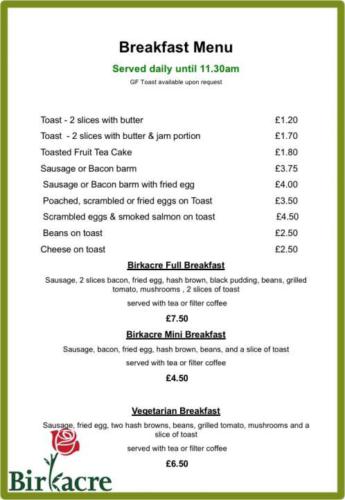 Breakfast Menu
Served daily until 11.30am
GF Toast available upon request
Toast - 2 slices with butter £1.20
Toast - 2 slices with butter & jam portion £1.70
Toasted Fruit Tea Cake £1.80
Sausage or Bacon barm £3.75
Sausage or Bacon barm with fried egg £4.00
Poached, scrambled or fried eggs on Toast £3.50
Scrambled eggs & smoked salmon on toast £4.50
Beans on toast £2.50
Cheese on toast £2.50
Birkacre Full Breakfast
Sausage, 2 slices bacon, fried egg, hash brown, black pudding, beans, grilled
tomato, mushrooms , 2 slices of toast
served with tea or filter coffee
£7.50
Birkacre Mini Breakfast
Sausage, bacon, fried egg, hash brown, beans, and a slice of toast
served with tea or filter coffee
£4.50
Vegetarian Breakfast
Sausage, fried egg, two hash browns, beans, grilled tomato, mushrooms and a
slice of toast
served with tea or filter coffee
£6.50
Birkacre